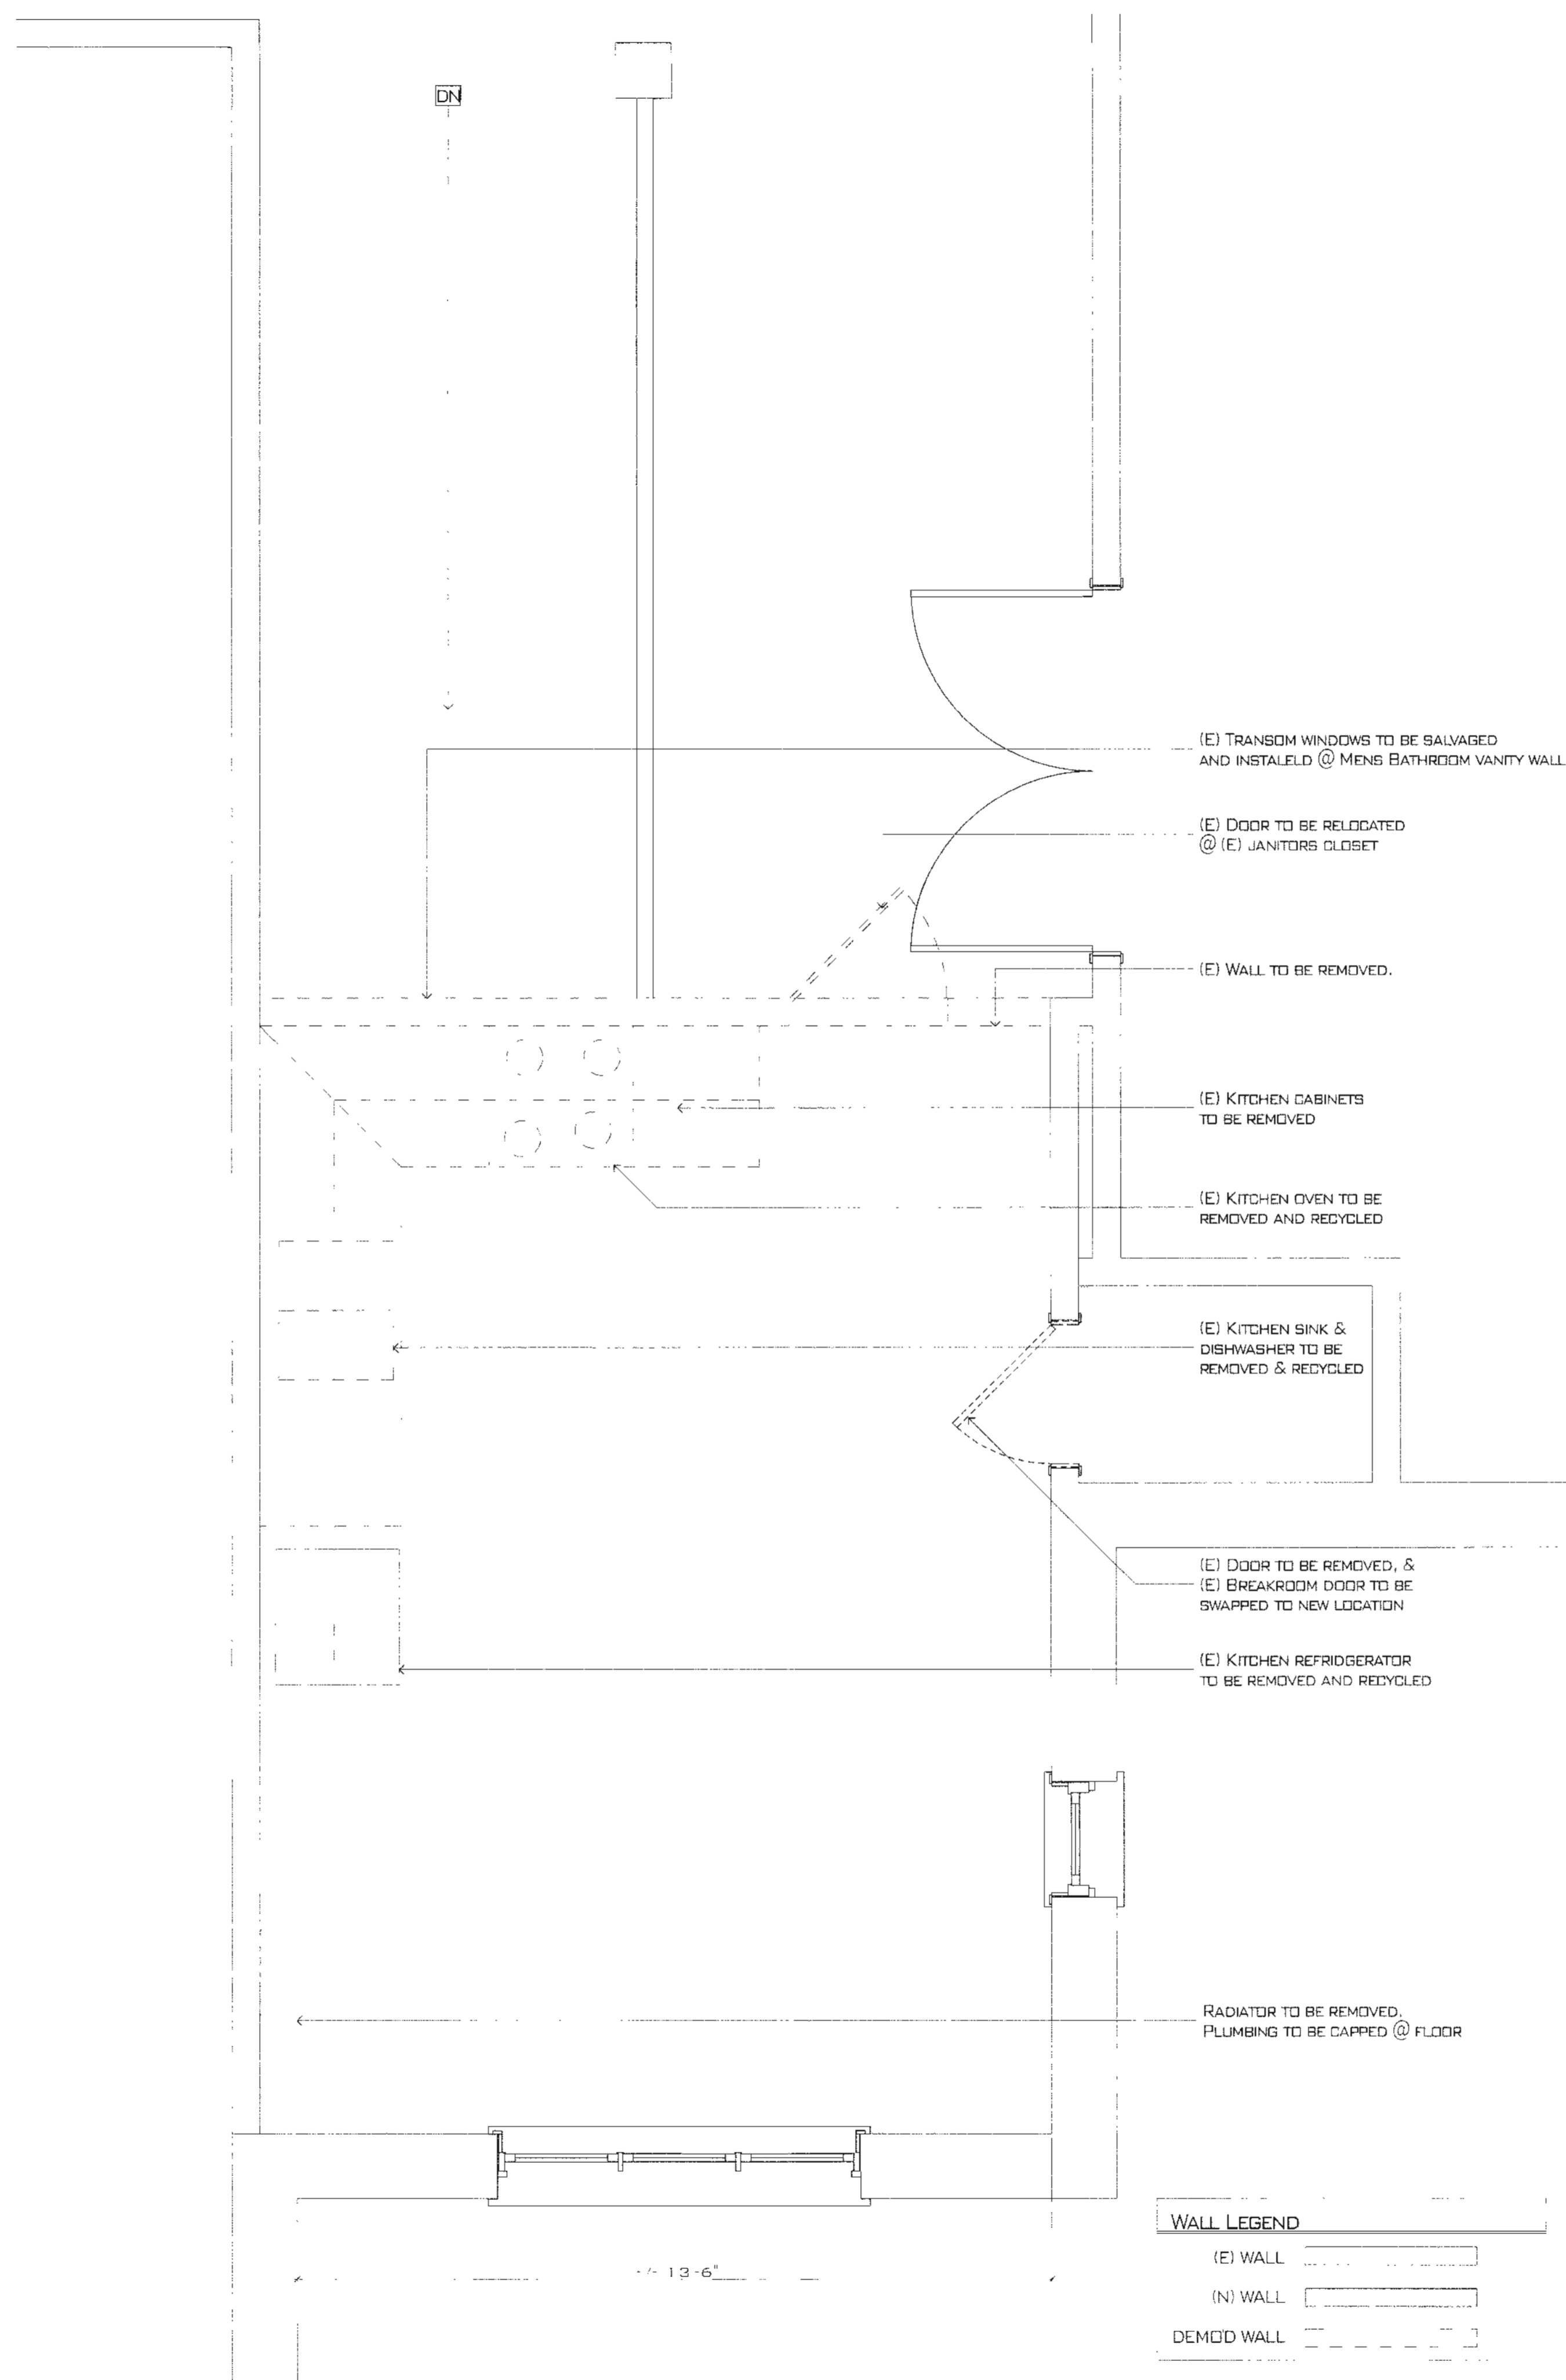 DN
(E) TRANSOM WINDOWS TO BE SALVAGED
AND INSTALELD @ MENS BATHROOM VANITY WALL
(E) DOOR TO BE RELOCATED
@ (E) JANITORS CLOSET
(E) WALL TO BE REMOVED.
(E) KITCHEN CABINETS
TO BE REMOVED
(E) KITCHEN OVEN TO BE
REMOVED AND RECYCLED
(E) KITCHEN SINK &
DISHWASHER TO BE
REMOVED & RECYCLED
(E) DOOR TO BE REMOVED, &
(E) BREAKROOM DOOR TO BE
SWAPPED TO NEW LOCATION
(E) KITCHEN REFRIDGERATOR
TO BE REMOVED AND RECYCLED
RADIATOR TO BE REMOVED.
PLUMBING TO BE CAPPED @ FLOOR
+/- 13-6"
WALL LEGEND
(E) WALL
(N) WALL
DEMO'D WALL